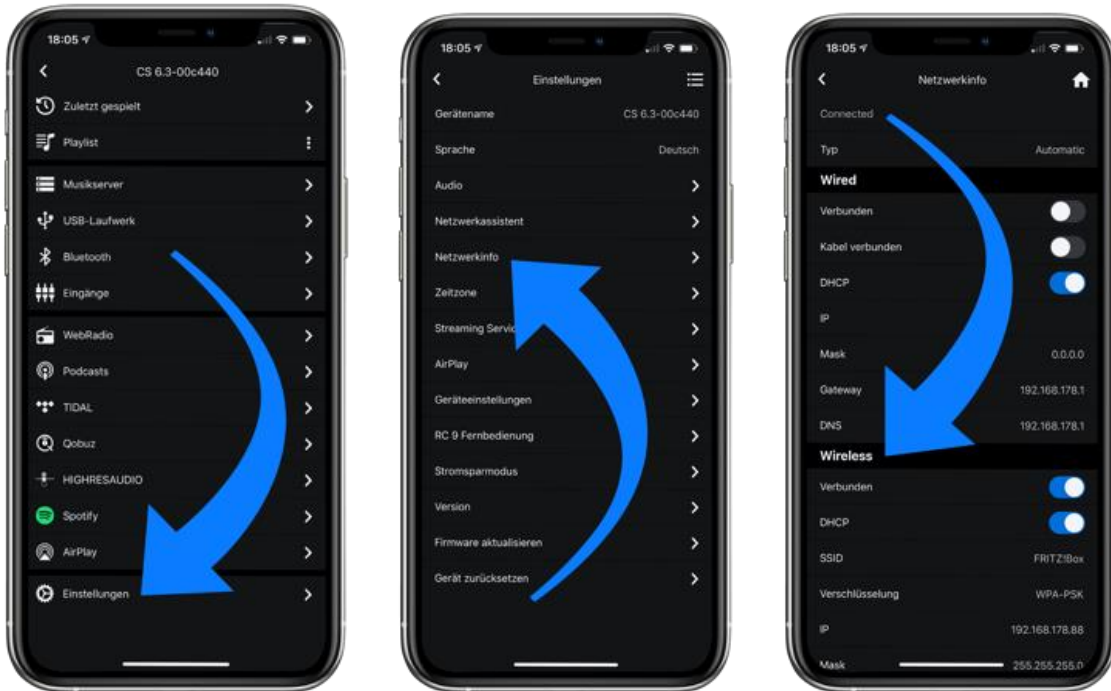 18:05
CS 6.3-00c440
Zuletzt gespielt
Playlist
Musikserver
USB-Laufwerk
Bluetooth
Eingänge
WebRadio
Podcasts
TIDAL
Qobuz
HIGHRESAUDIO
Spotify
AirPlay
Einstellungen
18:05
Einstellungen
Gerätename CS 6.3-00c440
Sprache Deutsch
Audio
Netzwerkassistent
Netzwerkinfo
Zeitzone
Streaming Servic
AirPlay
Geräteeinstellungen
RC 9 Fernbedienung
Stromsparmodus
Version
Firmware aktualisieren
Gerät zurücksetzen
18:05
Netzwerkinfo
Connected
Typ Automatic
Wired
Verbunden
Kabel verbunden
DHCP
IP
Mask 0.0.0.0
Gateway 192.168.178.1
DNS 192.168.178.1
Wireless
Verbunden
DHCP
SSID FRITZ!Box
Verschlüsselung WPA-PSK
IP 192.168.178.88
Mask 255.255.255.0